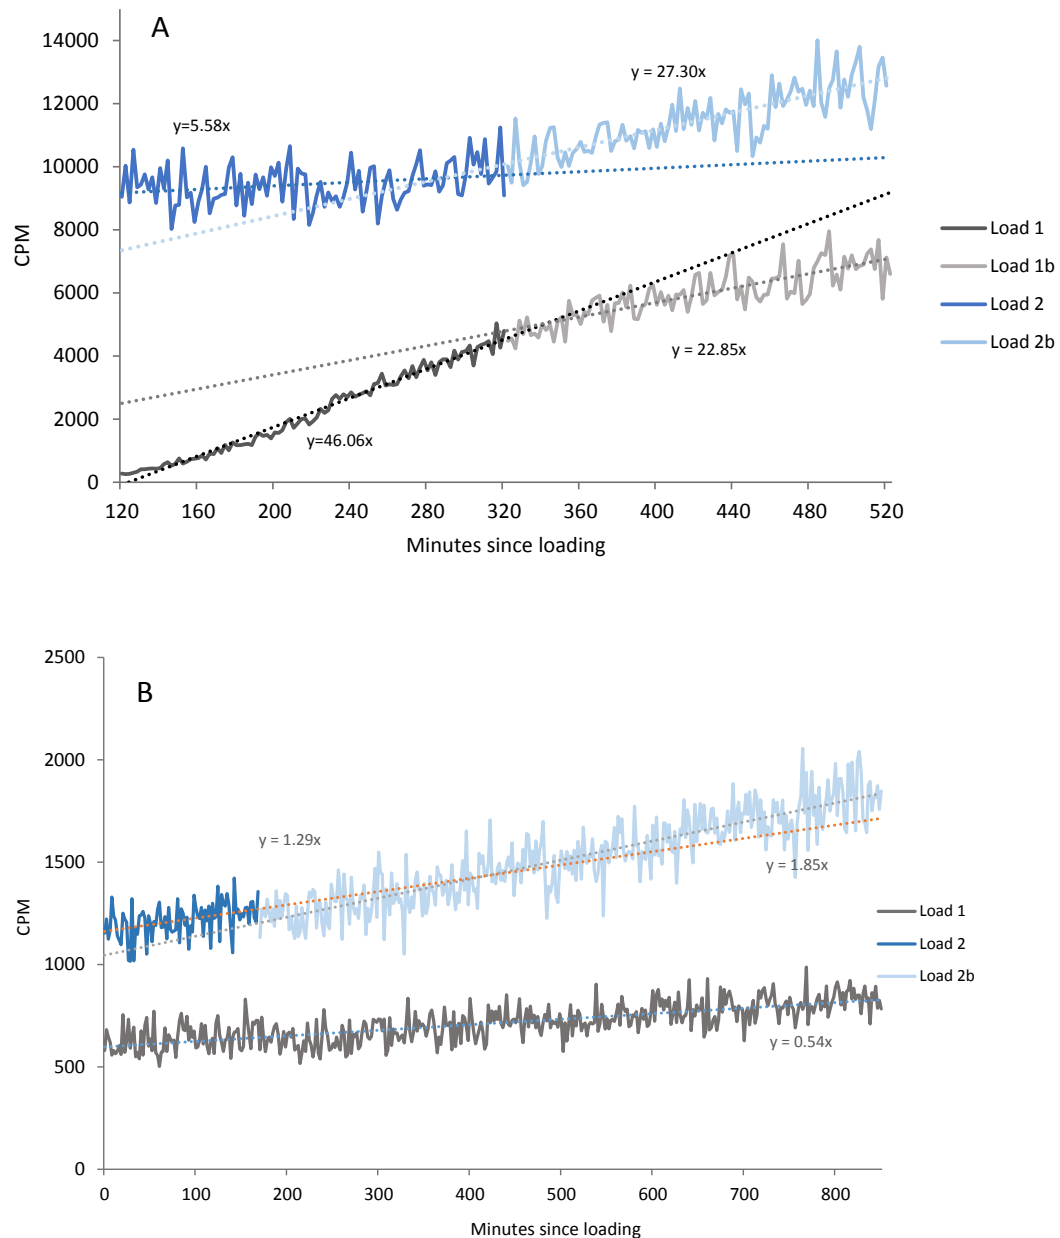 A
14000
12000
10000
8000
6000
4000
2000
0
CPM
y=5.58x
y = 27.30x
y = 22.85x
y=46.06x
120 160 200 240 280 320 360 400 440 480 520
Minutes since loading
Load 1
Load 1b
Load 2
Load 2b
B
2500
2000
1500
1000
500
0
CPM
y = 1.29x
y = 1.85x
y = 0.54x
0 100 200 300 400 500 600 700 800
Minutes since loading
Load 1
Load 2
Load 2b